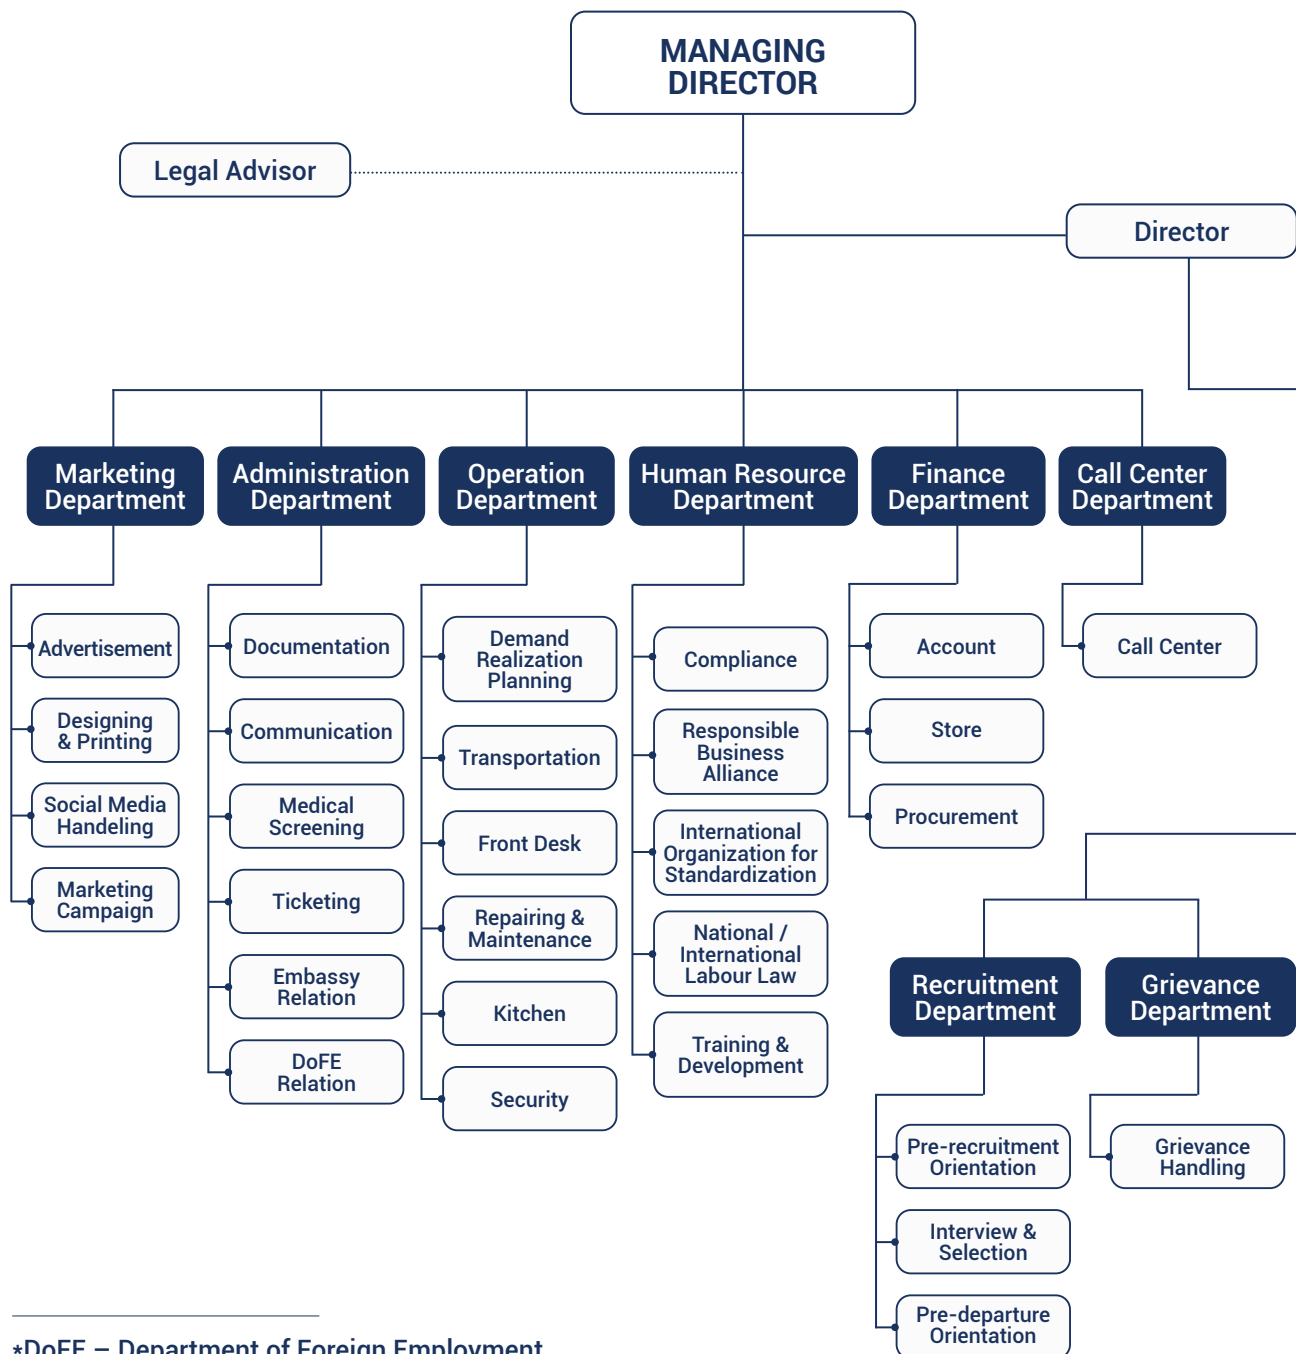 MANAGING
DIRECTOR
Legal Advisor
Director
Marketing
Department
Administration
Department
Operation
Department
Human Resource
Department
Finance
Department
Call Center
Department
Advertisement
Designing
& Printing
Social Media
Handeling
Marketing
Campaign
Documentation
Communication
Medical
Screening
Ticketing
Embassy
Relation
DoFE
Relation
Demand
Realization
Planning
Transportation
Front Desk
Repairing &
Maintenance
Kitchen
Security
Compliance
Responsible
Business
Alliance
International
Organization for
Standardization
National /
International
Labour Law
Training &
Development
Account
Store
Procurement
Call Center
Recruitment
Department
Grievance
Department
Pre-recruitment
Orientation
Interview &
Selection
Pre-departure
Orientation
Grievance
Handling
*DoFE – Department of Foreign Employment